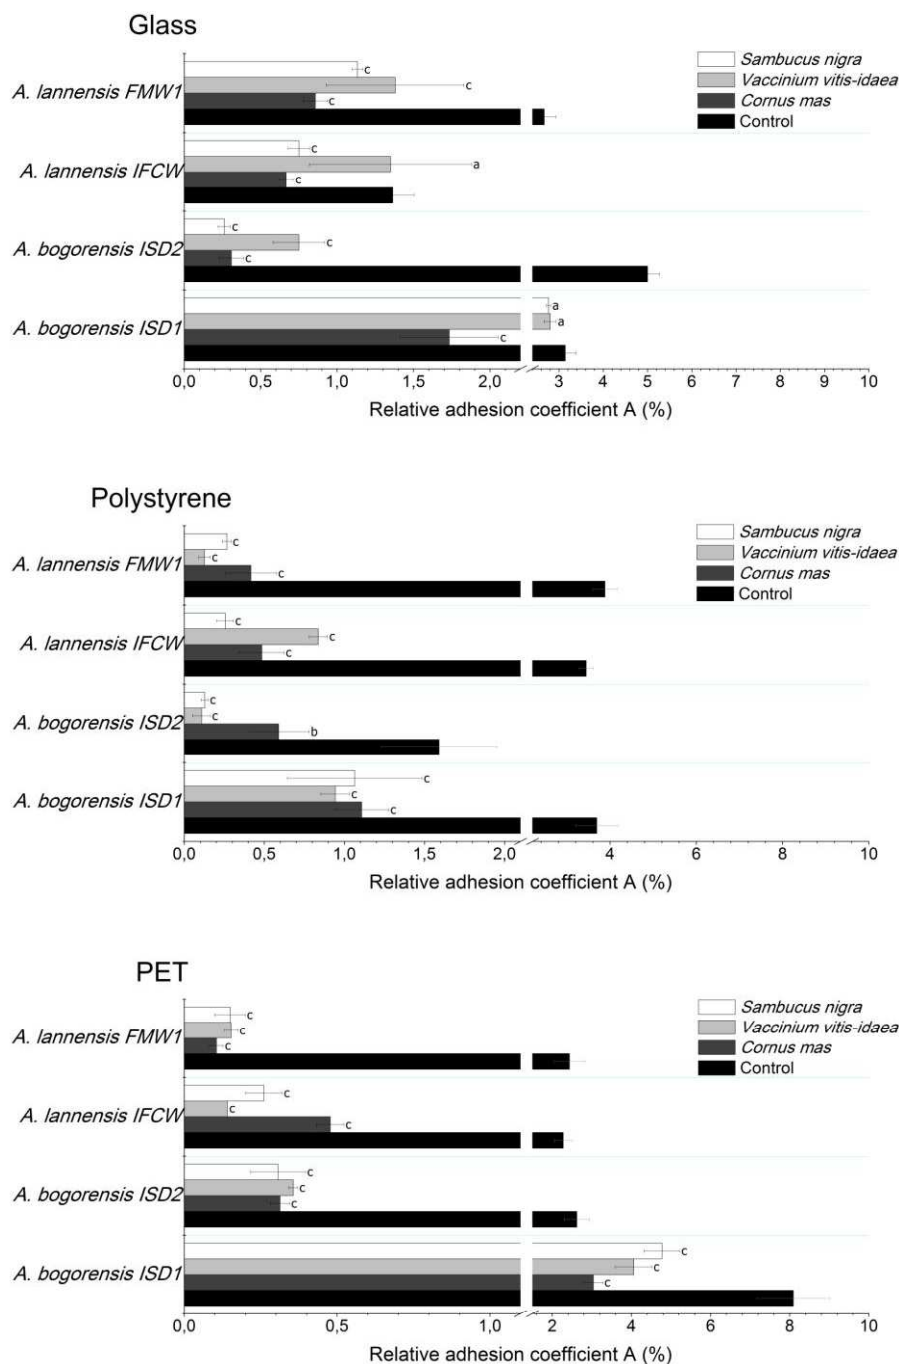 Glass
Sambucus nigra
Vaccinium vitis-idaea
Cornus mas
Control
A. lannensis FMW1
c
c
c
A. lannensis IFCW
c
a
c
A. bogorensis ISD2
c
c
c
A. bogorensis ISD1
a
a
c
0,0 0,5 1,0 1,5 2,0 3 4 5 6 7 8 9 10
Relative adhesion coefficient A (%)
Polystyrene
Sambucus nigra
Vaccinium vitis-idaea
Cornus mas
Control
A. lannensis FMW1
c
c
c
A. lannensis IFCW
c
c
c
A. bogorensis ISD2
c
c
b
A. bogorensis ISD1
c
c
c
0,0 0,5 1,0 1,5 2,0 4 6 8 10
Relative adhesion coefficient A (%)
PET
Sambucus nigra
Vaccinium vitis-idaea
Cornus mas
Control
A. lannensis FMW1
c
c
c
A. lannensis IFCW
c
c
c
A. bogorensis ISD2
c
c
c
A. bogorensis ISD1
c
c
c
0,0 0,5 1,0 2 4 6 8 10
Relative adhesion coefficient A (%)